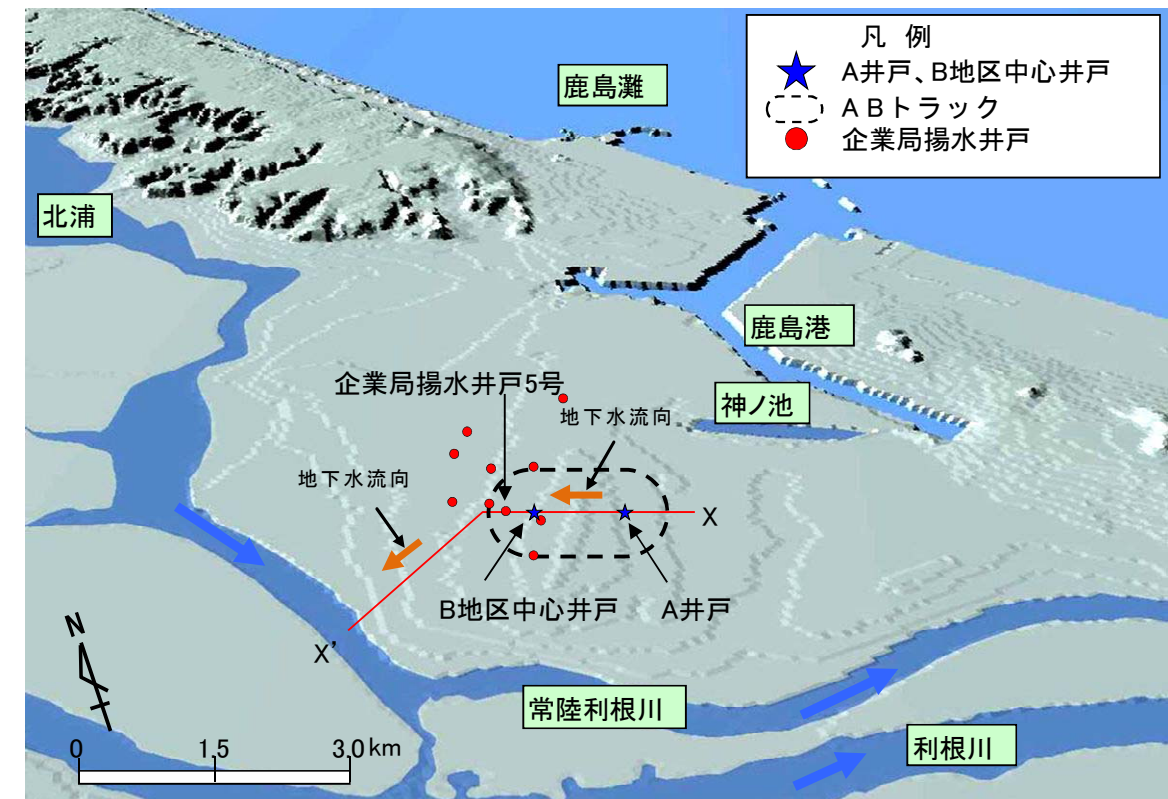 凡 例
A井戸、B地区中心井戸
ABトラック
企業局揚水井戸
鹿島灘
北浦
鹿島港
企業局揚水井戸5号
神ノ池
地下水流向
地下水流向
X
B地区中心井戸
A井戸
X'
N
常陸利根川
利根川
0
1.5
3.0km